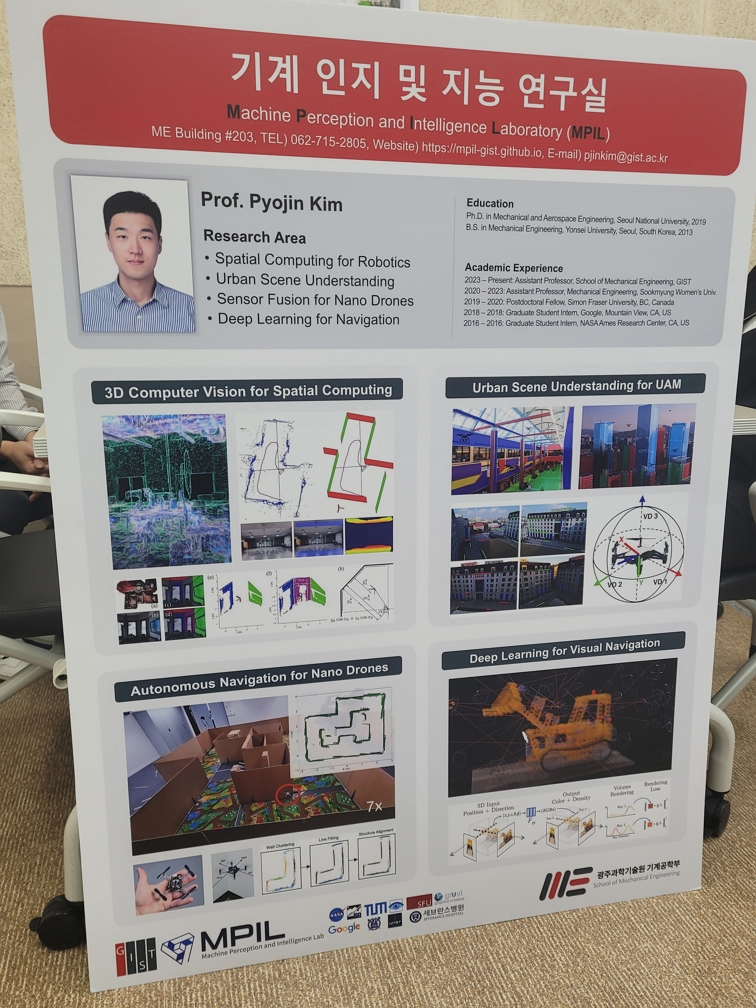 기계 인지 및 지능 연구실
Machine Perception and Intelligence Laboratory (MPIL)
ME Building #203, TEL) 062-715-2805, Website) https://mpil-gist.github.io, E-mail) pjinkim@gist.ac.kr
Prof. Pyojin Kim
Research Area
• Spatial Computing for Robotics
• Urban Scene Understanding
• Sensor Fusion for Nano Drones
• Deep Learning for Navigation
Education
Ph.D. in Mechanical and Aerospace Engineering, Seoul National University, 2019
B.S. in Mechanical Engineering, Yonsei University, Seoul, South Korea, 2013
Academic Experience
2023 – Present: Assistant Professor, School of Mechanical Engineering, GIST
2020 – 2023: Assistant Professor, Mechanical Engineering, Sookmyung Women's Univ.
2019 – 2020: Postdoctoral Fellow, Simon Fraser University, BC, Canada
2018 – 2018: Graduate Student Intern, Google, Mountain View, CA, US
2016 – 2016: Graduate Student Intern, NASA Ames Research Center, CA, US
3D Computer Vision for Spatial Computing
Urban Scene Understanding for UAM
VD 3
X
VD 2
Y
VD 1
Autonomous Navigation for Nano Drones
7x
Wall Clustering
Line Fitting
Structure Alignment
Deep Learning for Visual Navigation
3D Input
Position + Direction
Output
Color + Density
Volume
Rendering
Rendering
Loss
GIST
MPIL
Machine Perception and Intelligence Lab
NASA
TUM
SFU
gruvi
Google
세브란스병원
SEVERANCE HOSPITAL
ME
광주과학기술원 기계공학부
School of Mechanical Engineering